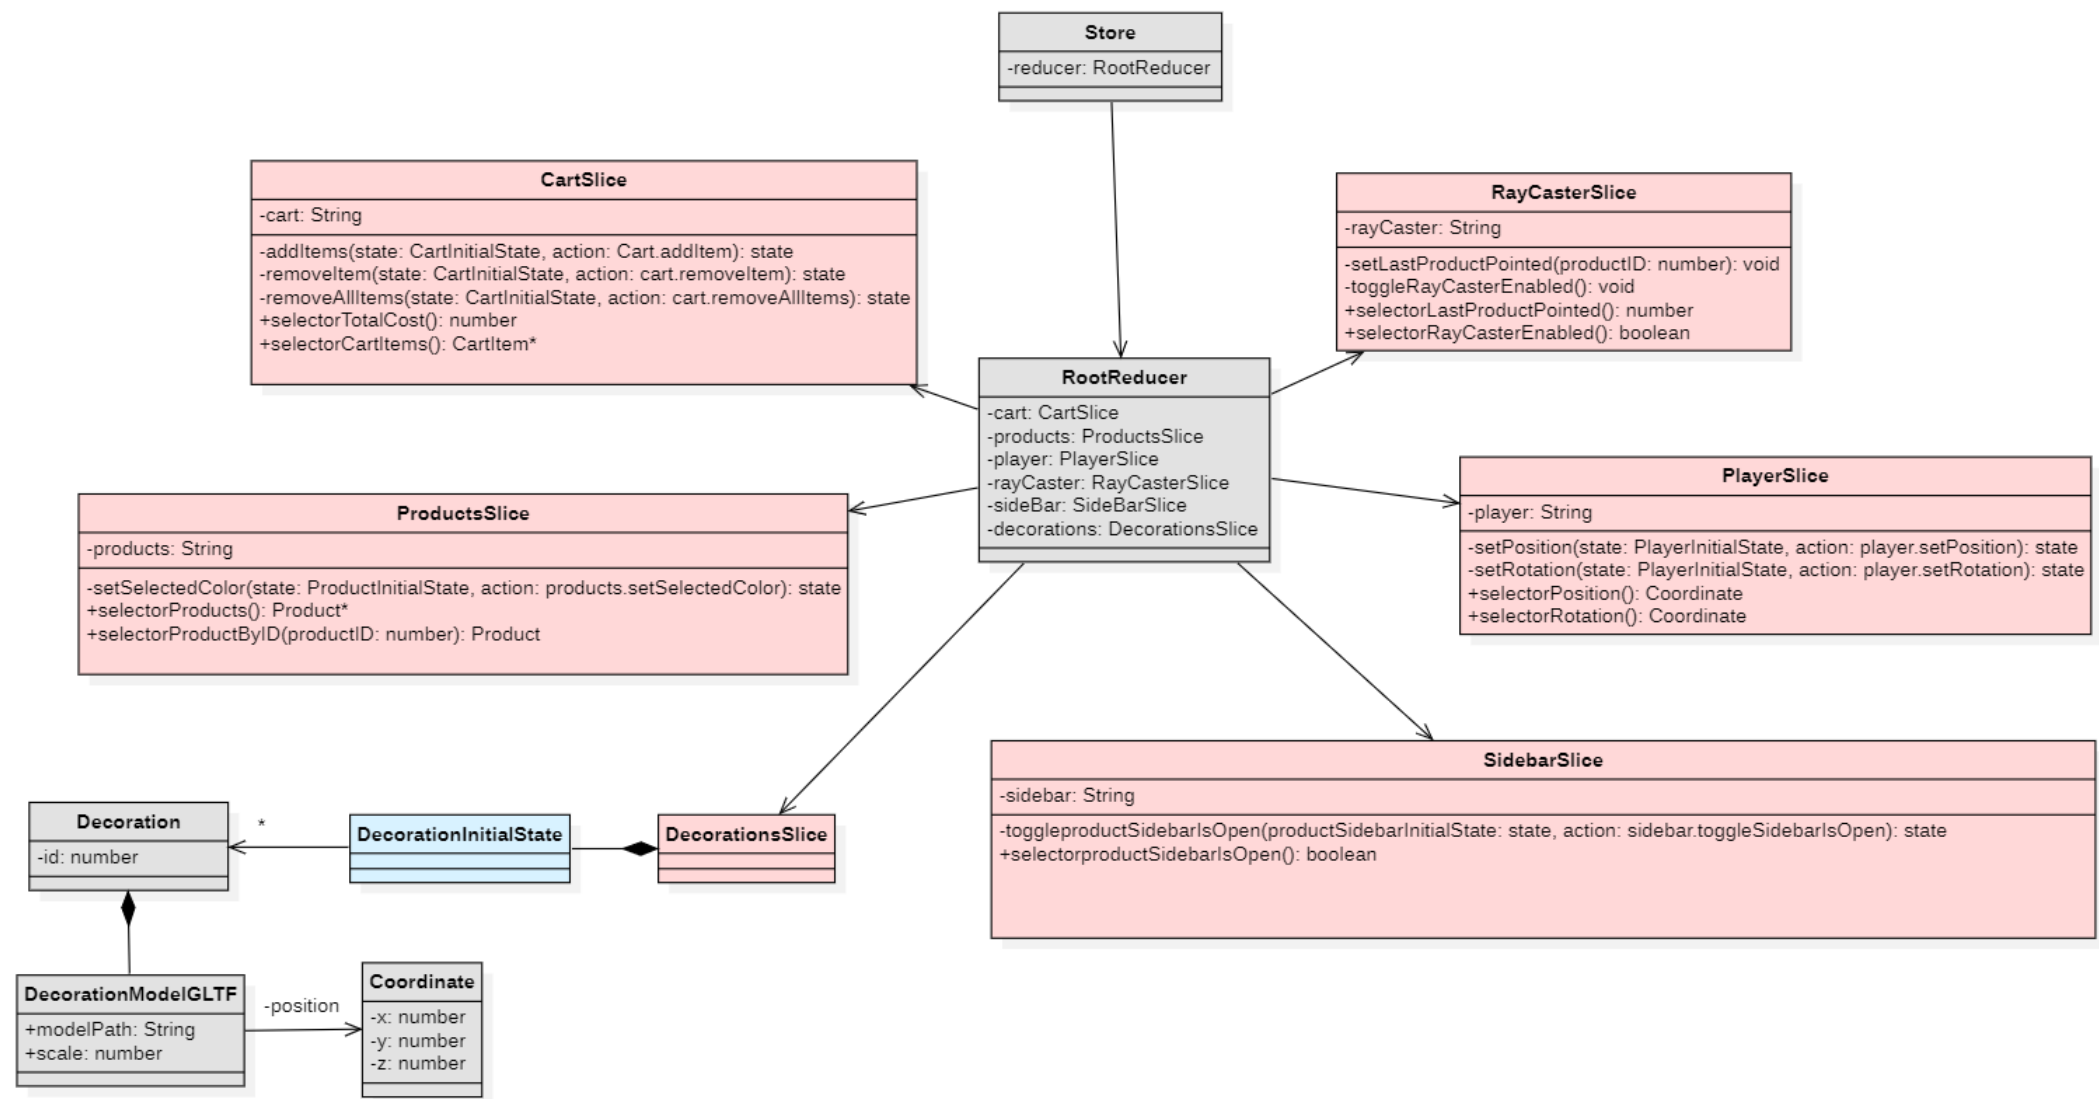 Store
-reducer: RootReducer
CartSlice
-cart: String
-addItems(state: CartInitialState, action: Cart.addItem): state
-removeItem(state: CartInitialState, action: cart.removeItem): state
-removeAllItems(state: CartInitialState, action: cart.removeAllItems): state
+selectorTotalCost(): number
+selectorCartItems(): CartItem*
RayCasterSlice
-rayCaster: String
-setLastProductPointed(productID: number): void
-toggleRayCasterEnabled(): void
+selectorLastProductPointed(): number
+selectorRayCasterEnabled(): boolean
RootReducer
-cart: CartSlice
-products: ProductsSlice
-player: PlayerSlice
-rayCaster: RayCasterSlice
-sideBar: SideBarSlice
-decorations: DecorationsSlice
ProductsSlice
-products: String
-setSelectedColor(state: ProductInitialState, action: products.setSelectedColor): state
+selectorProducts(): Product*
+selectorProductByID(productID: number): Product
PlayerSlice
-player: String
-setPosition(state: PlayerInitialState, action: player.setPosition): state
-setRotation(state: PlayerInitialState, action: player.setRotation): state
+selectorPosition(): Coordinate
+selectorRotation(): Coordinate
SidebarSlice
-sidebar: String
-toggleproductSidebarIsOpen(productSidebarInitialState: state, action: sidebar.toggleSidebarIsOpen): state
+selectorproductSidebarIsOpen(): boolean
Decoration
-id: number
*
DecorationInitialState
DecorationsSlice
DecorationModelGLTF
+modelPath: String
+scale: number
-position
Coordinate
-x: number
-y: number
-z: number